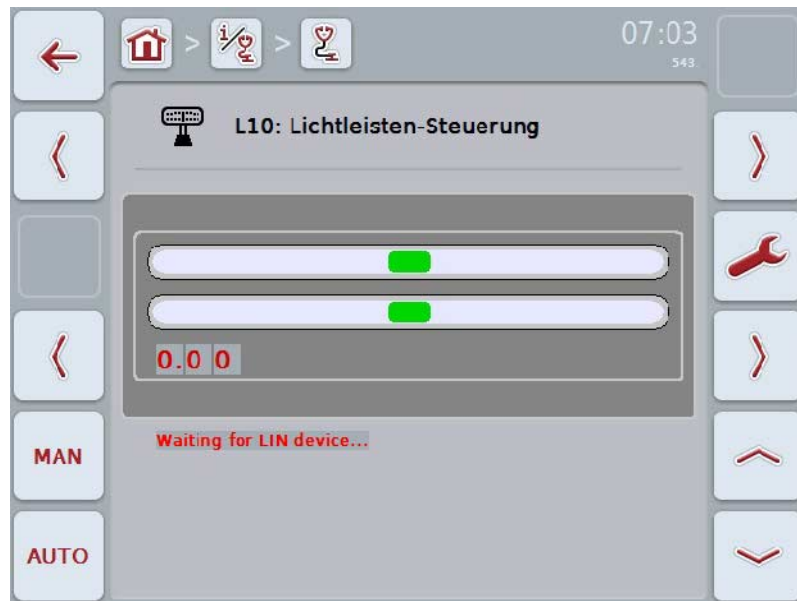 07:03
543.
L10: Lichtleisten-Steuerung
0.0 0
Waiting for LIN device...
MAN
AUTO